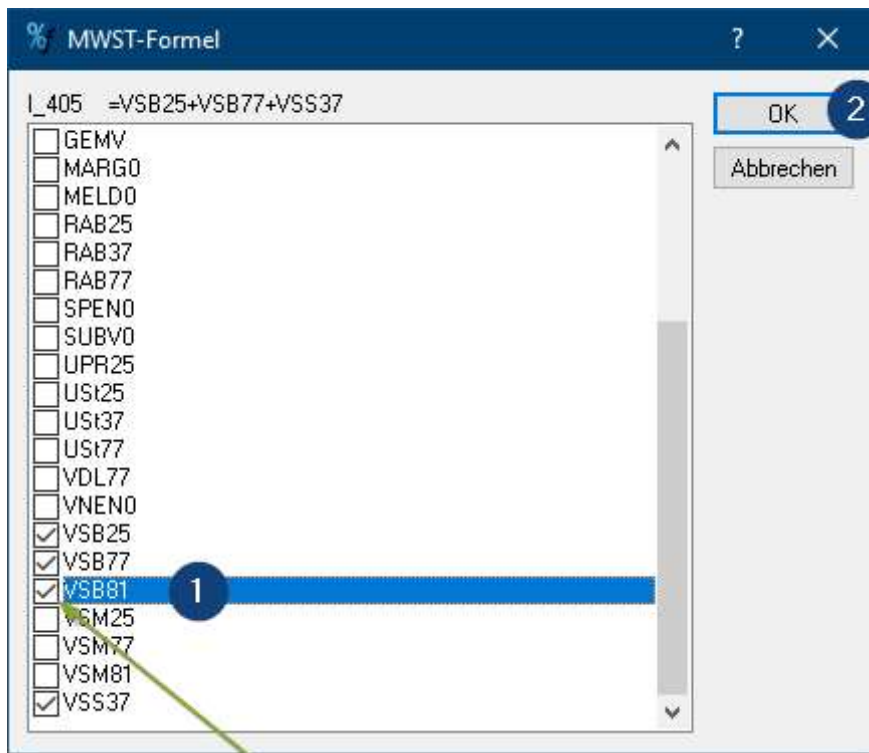 MWST-Formel ? ×
I_405 =VSB25+VSB77+VSS37
OK 2
GEMV
MARG0
Abbrechen
MELD0
RAB25
RAB37
RAB77
SPEN0
SUBV0
UPR25
USt25
USt37
USt77
VDL77
VNEN0
VSB25
VSB77
VSB81 1
VSM25
VSM77
VSM81
VSS37